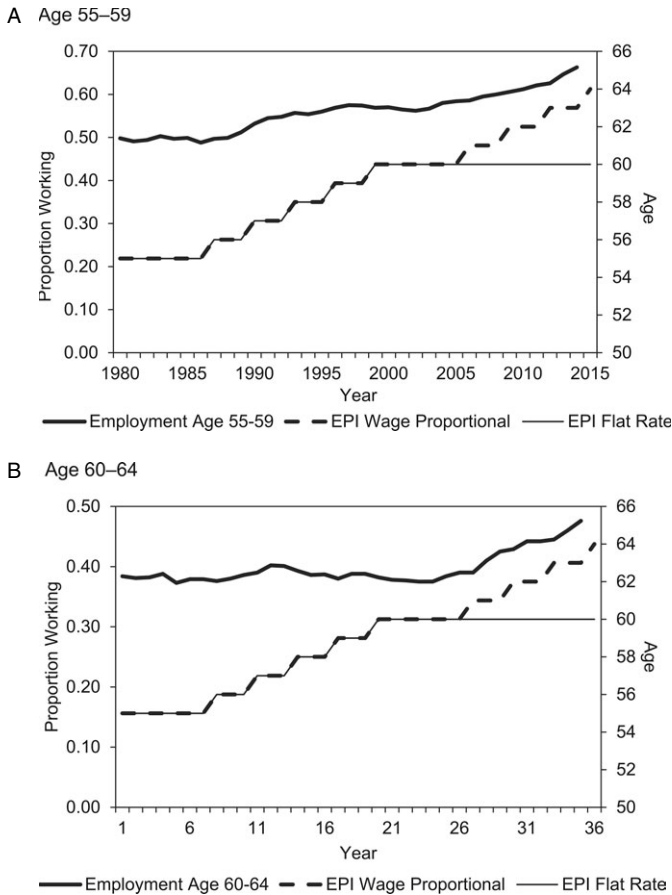 A Age 55–59
0.70 66
0.60 64
0.50 62
0.40 60
0.30 58
0.20 56
0.10 54
52
0.00 50
Proportion Working
Age
1980 1985 1990 1995 2000 2005 2010 2015
Year
Employment Age 55-59 EPI Wage Proportional EPI Flat Rate
B Age 60–64
0.50 66
64
0.40 62
0.30 60
58
0.20 56
0.10 54
52
0.00 50
Proportion Working
Age
1 6 11 16 21 26 31 36
Year
Employment Age 60-64 EPI Wage Proportional EPI Flat Rate